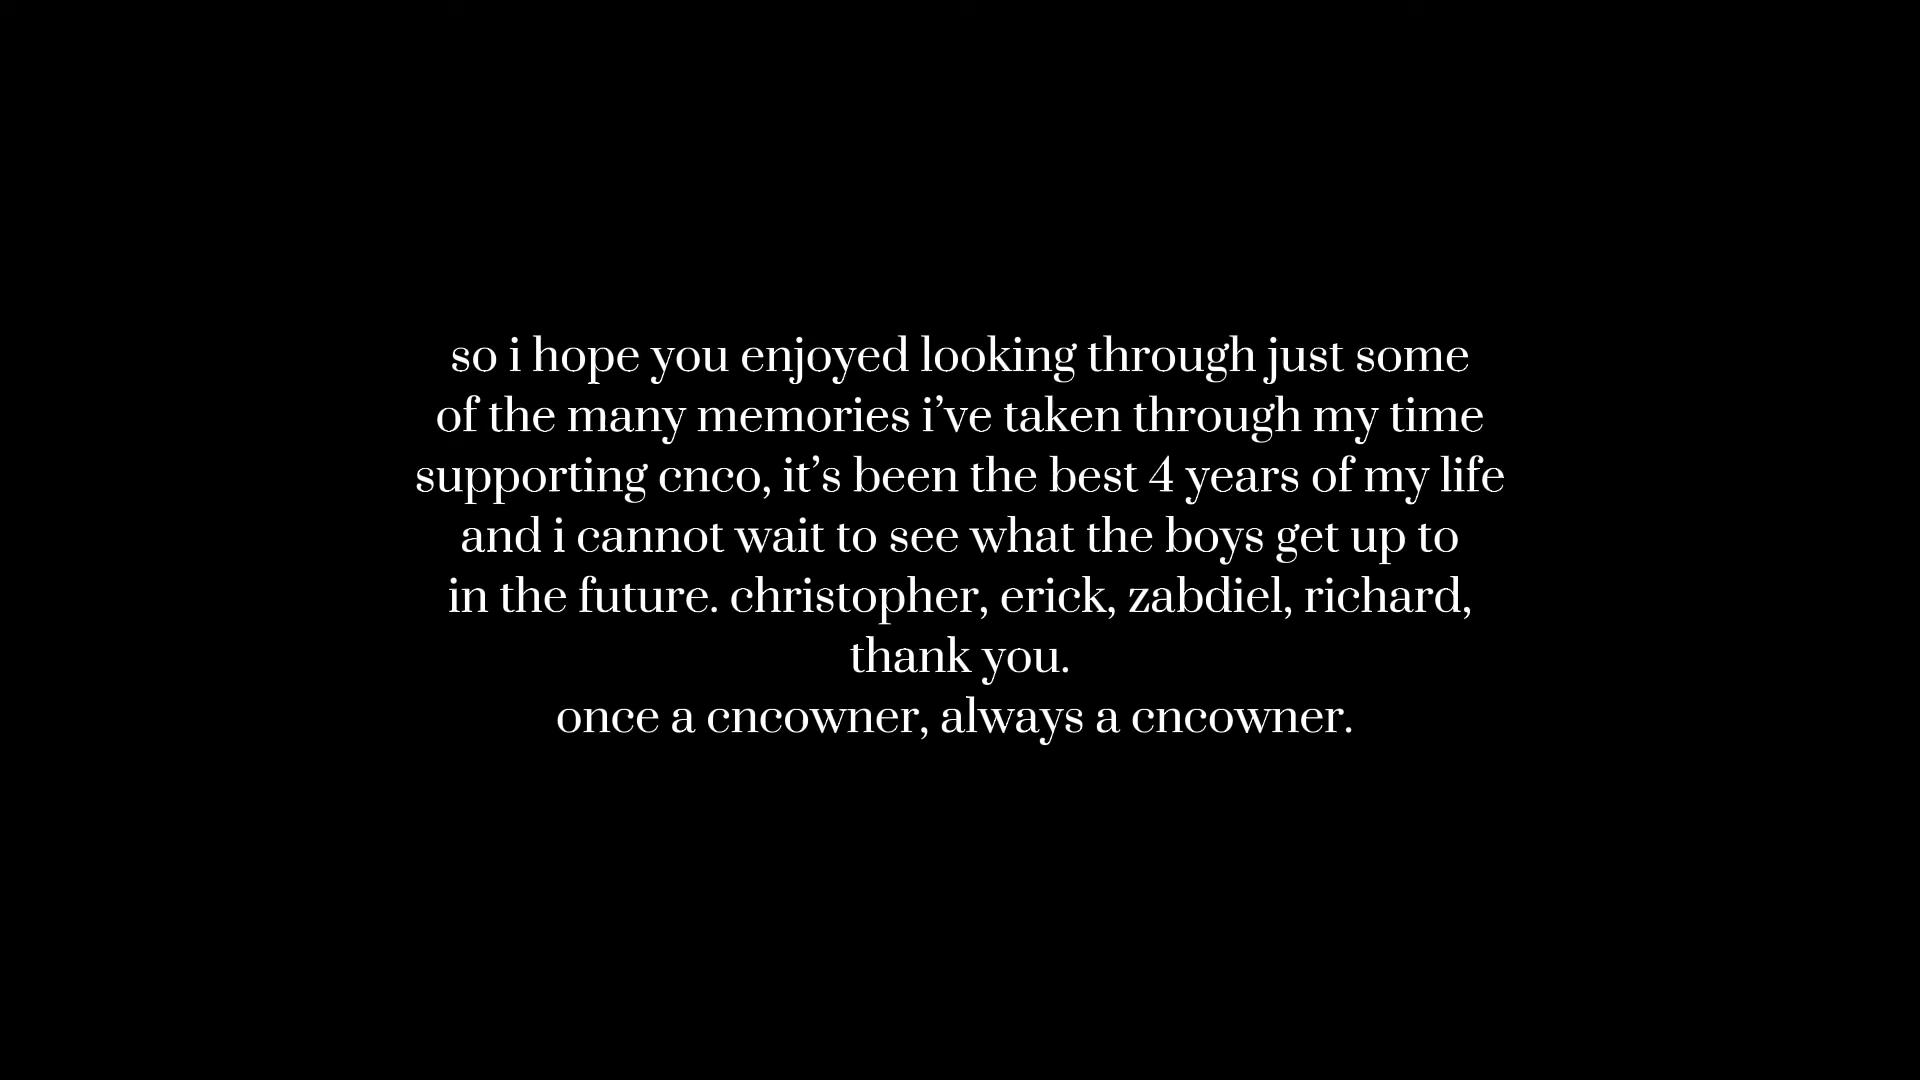 so i hope you enjoyed looking through just some
of the many memories i’ve taken through my time
supporting cnco, it’s been the best 4 years of my life
and i cannot wait to see what the boys get up to
in the future. christopher, erick, zabdiel, richard,
thank you.
once a cncowner, always a cncowner.